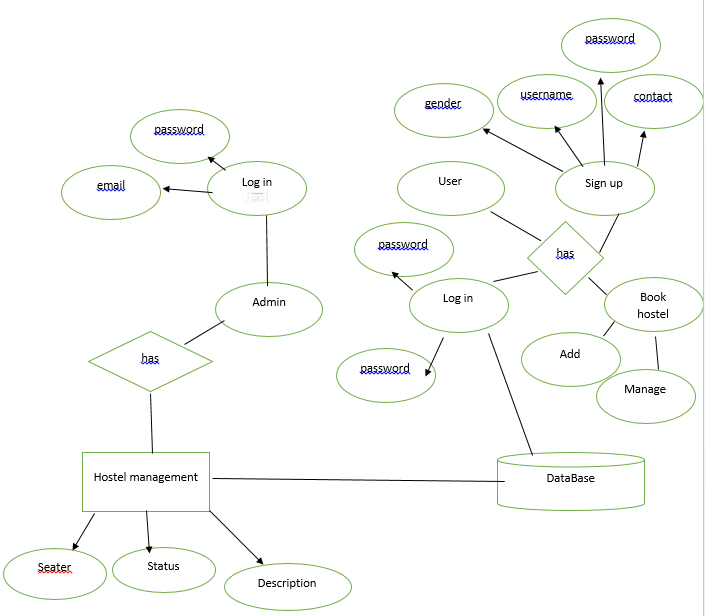 password
gender
username
contact
password
email
Log in
User
Sign up
password
has
Log in
Book
hostel
Admin
has
Add
password
Manage
Hostel management
DataBase
Seater
Status
Description